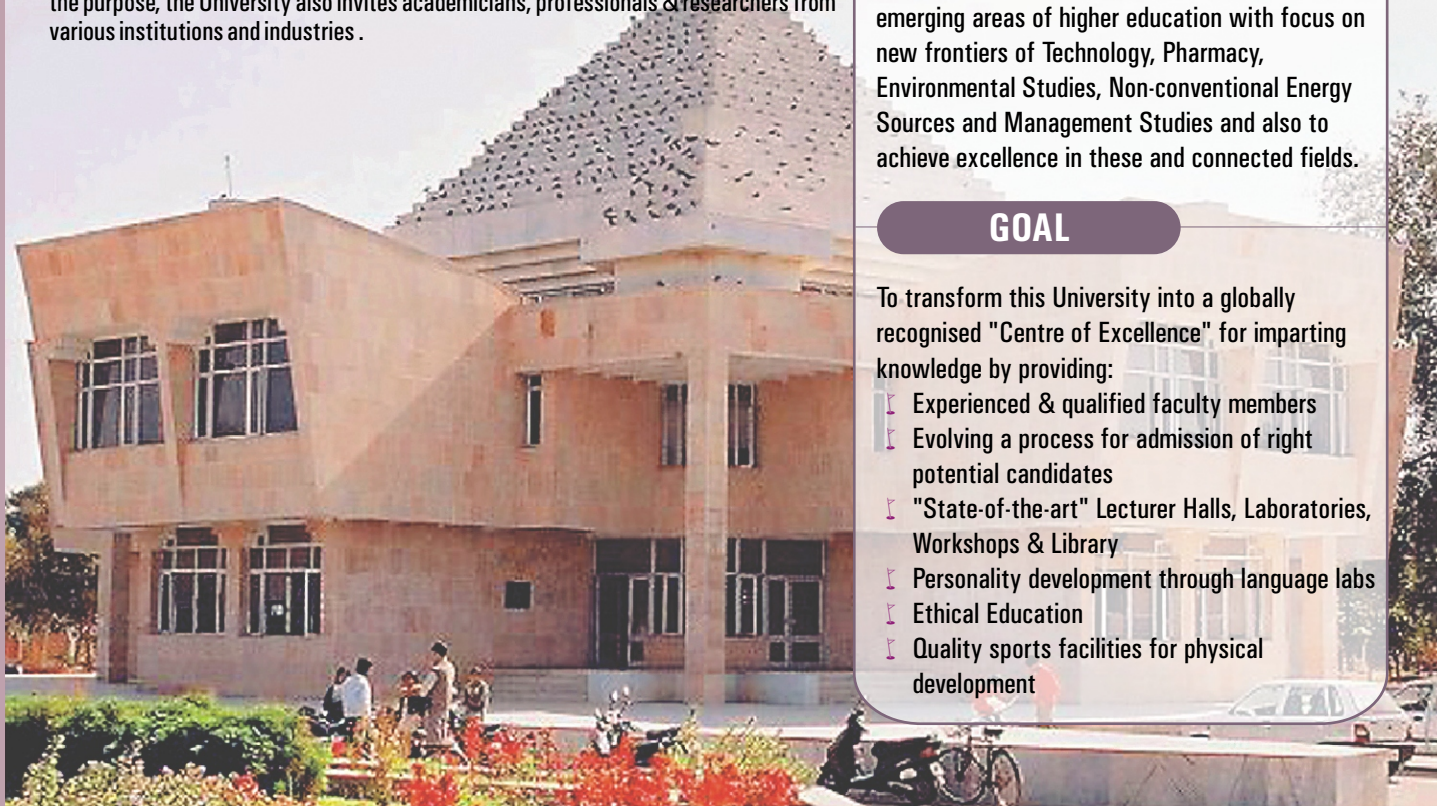 the purpose, the University also invites academicians, professionals & researchers from
various institutions and industries .
emerging areas of higher education with focus on
new frontiers of Technology, Pharmacy,
Environmental Studies, Non-conventional Energy
Sources and Management Studies and also to
achieve excellence in these and connected fields.
GOAL
To transform this University into a globally
recognised "Centre of Excellence" for imparting
knowledge by providing:
Experienced & qualified faculty members
Evolving a process for admission of right
potential candidates
"State-of-the-art" Lecturer Halls, Laboratories,
Workshops & Library
Personality development through language labs
Ethical Education
Quality sports facilities for physical
development